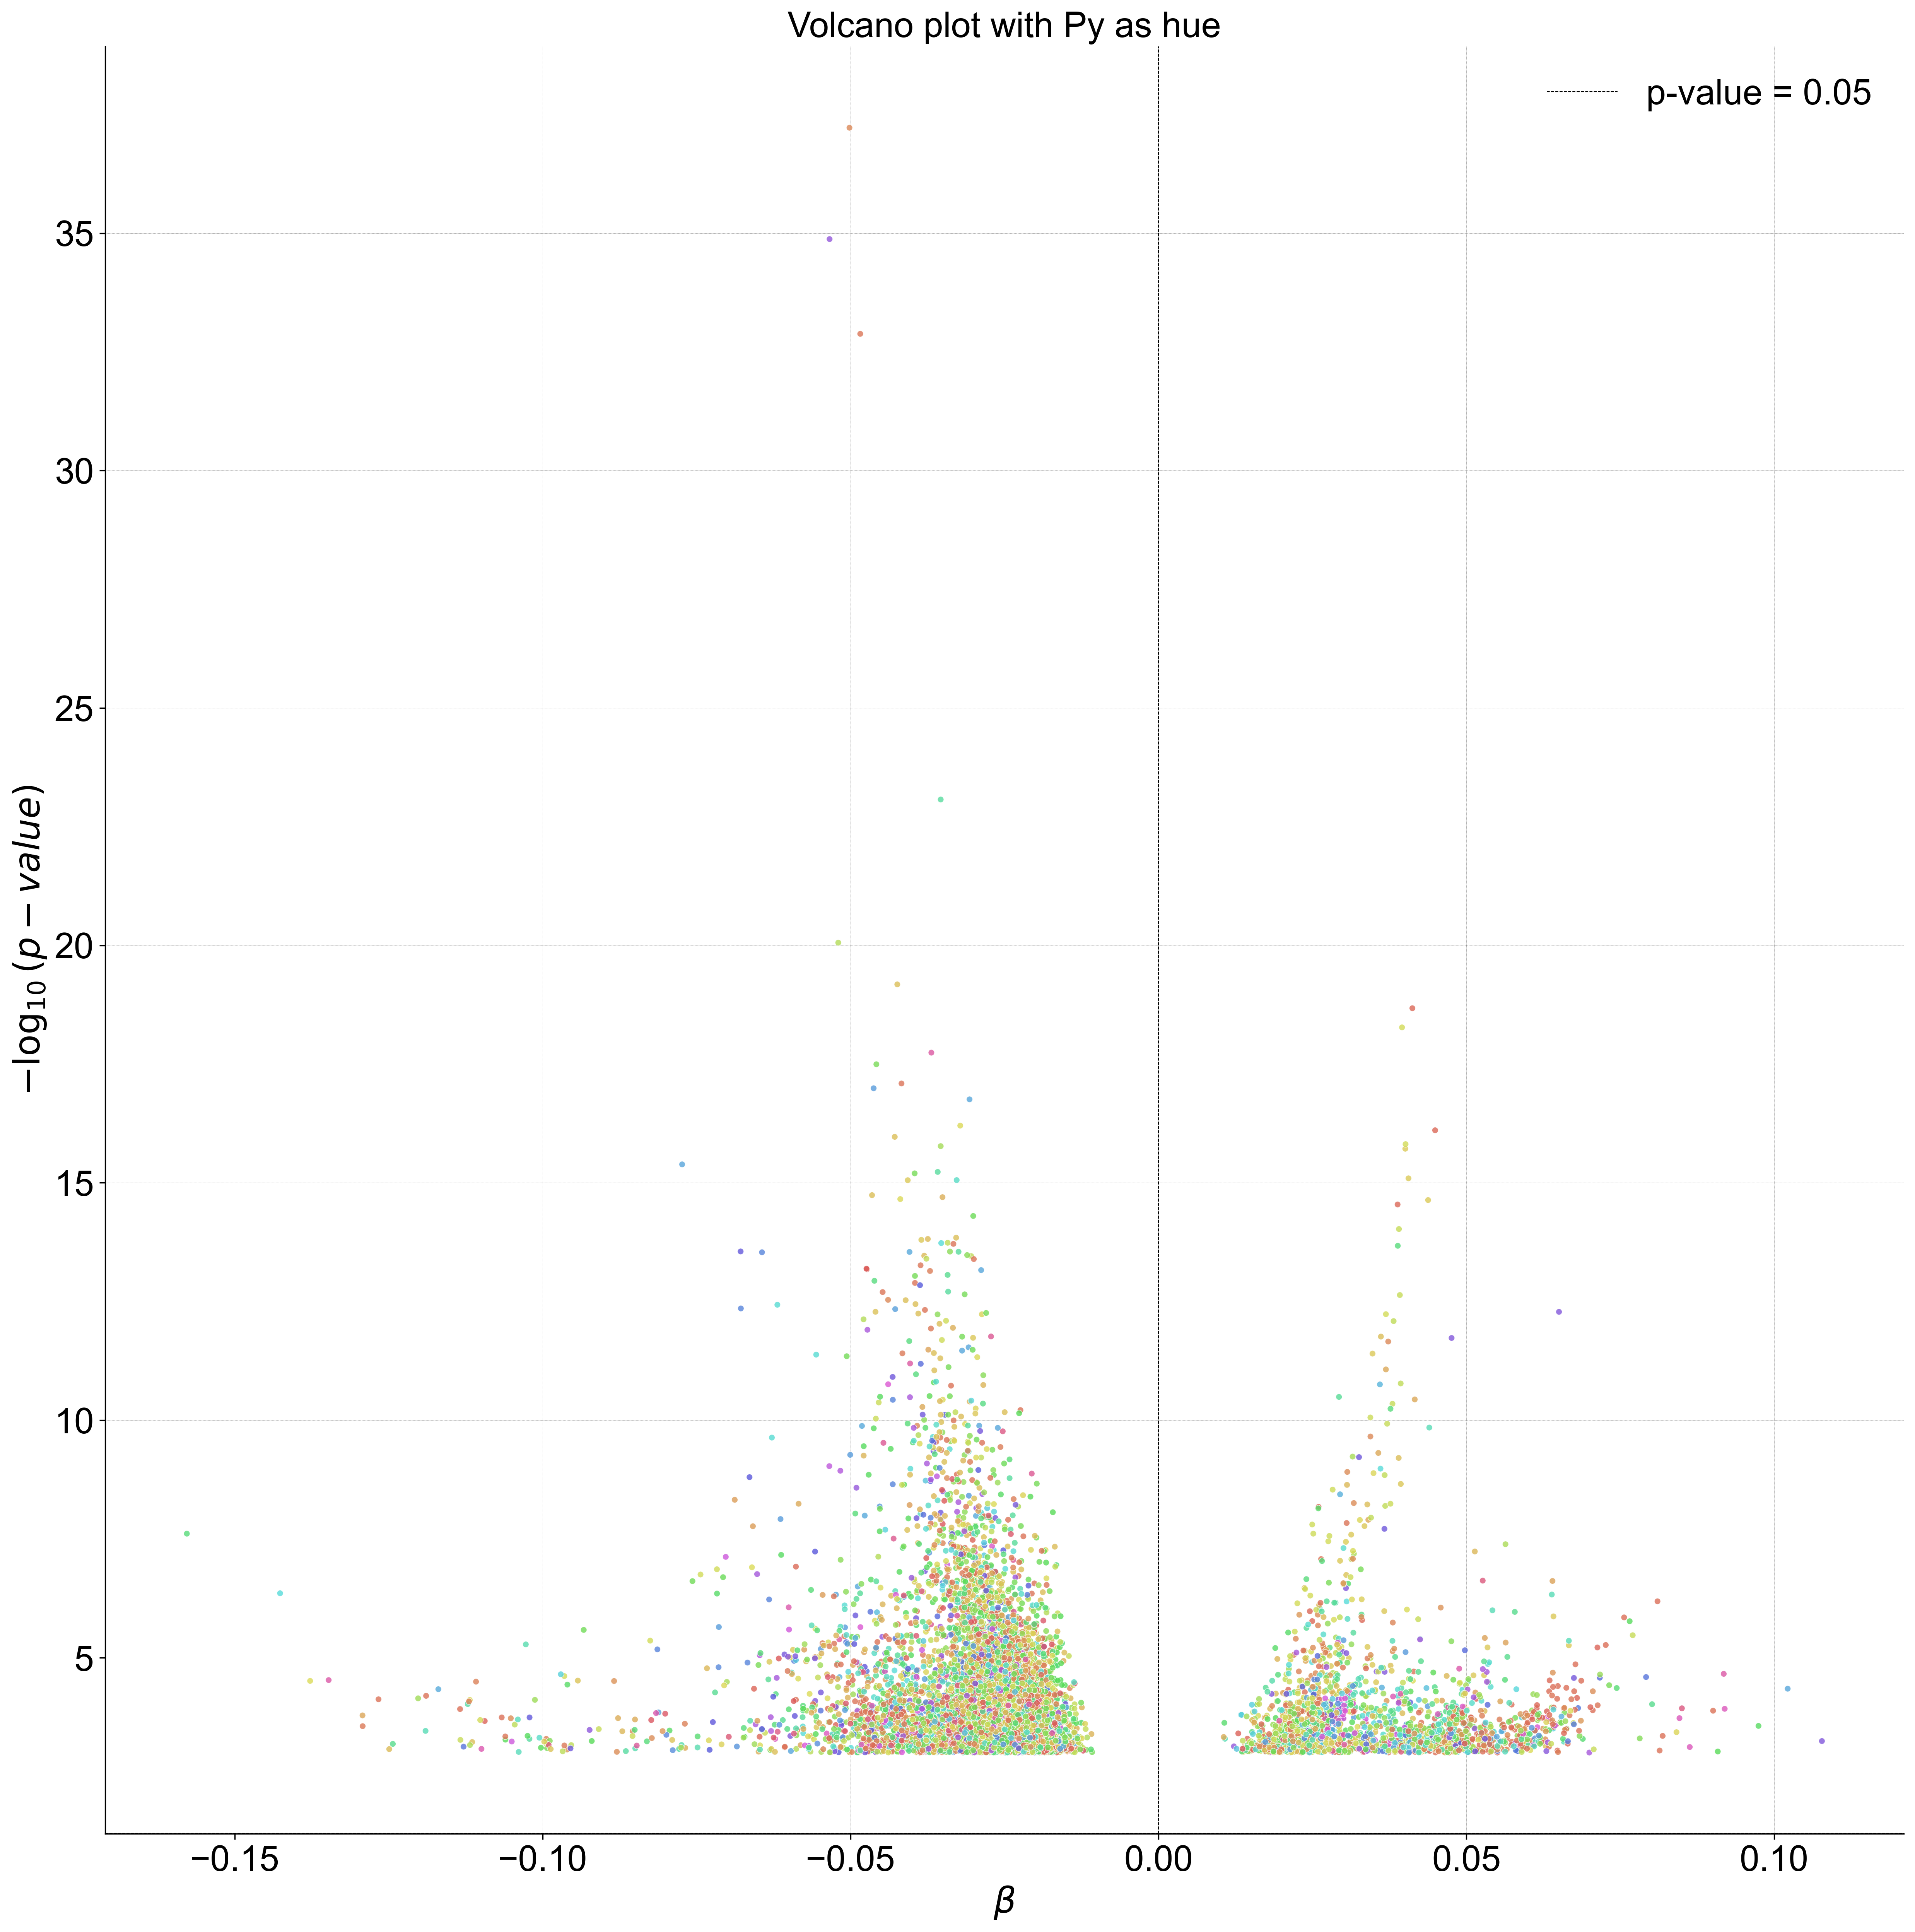 Volcano plot with Py as hue
p-value = 0.05
35
30
25
20
15
10
5
−log₁₀ (p − value)
−0.15 −0.10 −0.05 0.00 0.05 0.10
β